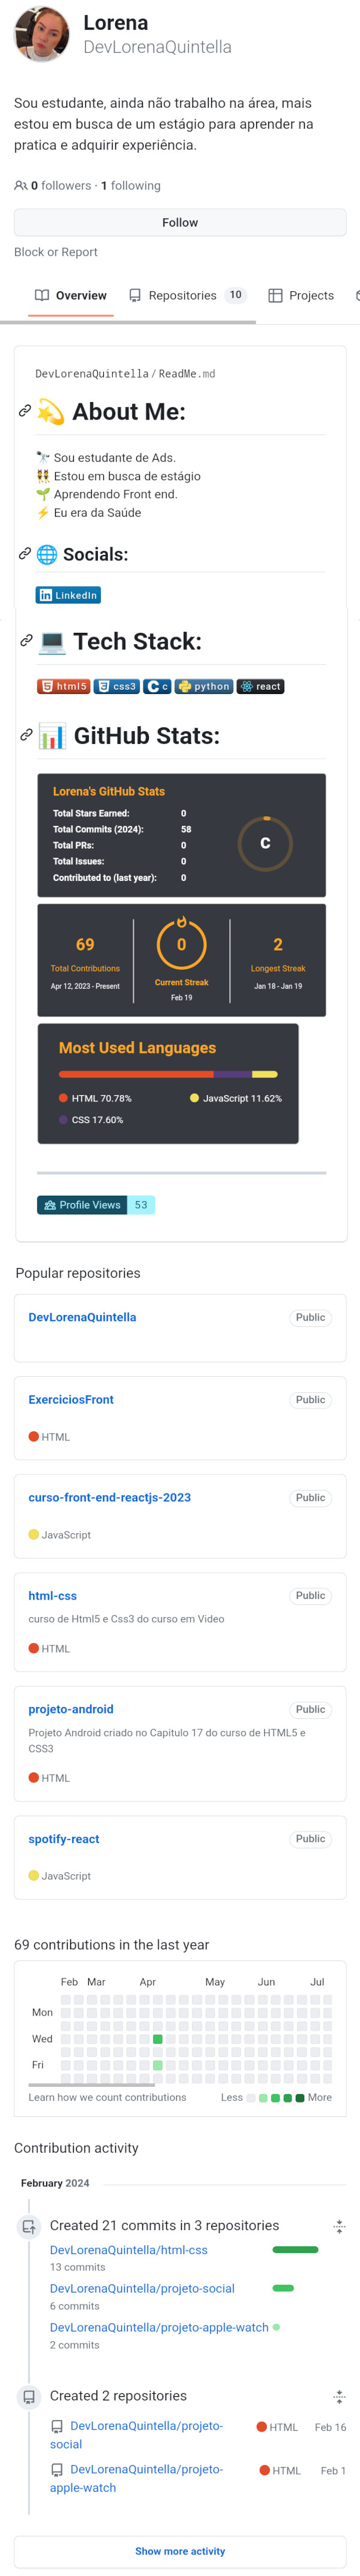 Lorena
DevLorenaQuintella
Sou estudante, ainda não trabalho na área, mais
estou em busca de um estágio para aprender na
pratica e adquirir experiência.
0 followers · 1 following
Follow
Block or Report
Overview Repositories 10 Projects
DevLorenaQuintella / ReadMe.md
💫 About Me:
🔭 Sou estudante de Ads.
👯 Estou em busca de estágio
🌱 Aprendendo Front end.
⚡ Eu era da Saúde
🌐 Socials:
LinkedIn
💻 Tech Stack:
html5 css3 c python react
📊 GitHub Stats:
Lorena's GitHub Stats
Total Stars Earned: 0
Total Commits (2024): 58
Total PRs: 0
Total Issues: 0
Contributed to (last year): 0
C
69 0 2
Total Contributions Current Streak Longest Streak
Apr 12, 2023 - Present Feb 19 Jan 18 - Jan 19
Most Used Languages
HTML 70.78% JavaScript 11.62%
CSS 17.60%
Profile Views 53
Popular repositories
DevLorenaQuintella Public
ExerciciosFront Public
HTML
curso-front-end-reactjs-2023 Public
JavaScript
html-css Public
curso de Html5 e Css3 do curso em Video
HTML
projeto-android Public
Projeto Android criado no Capitulo 17 do curso de HTML5 e
CSS3
HTML
spotify-react Public
JavaScript
69 contributions in the last year
Feb Mar Apr May Jun Jul
Mon
Wed
Fri
Learn how we count contributions Less More
Contribution activity
February 2024
Created 21 commits in 3 repositories
DevLorenaQuintella/html-css
13 commits
DevLorenaQuintella/projeto-social
6 commits
DevLorenaQuintella/projeto-apple-watch
2 commits
Created 2 repositories
DevLorenaQuintella/projeto- HTML Feb 16
social
DevLorenaQuintella/projeto- HTML Feb 1
apple-watch
Show more activity